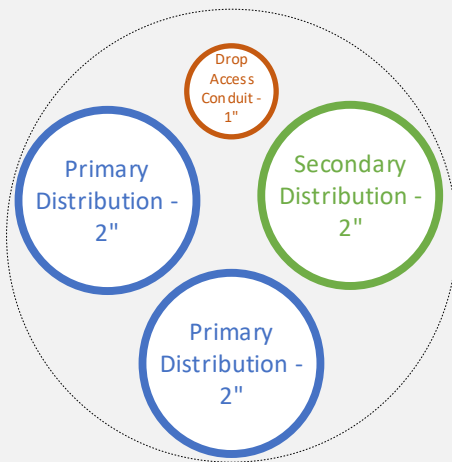 Drop
Access
Conduit -
1"
Primary
Distribution -
2"
Secondary
Distribution -
2"
Primary
Distribution -
2"